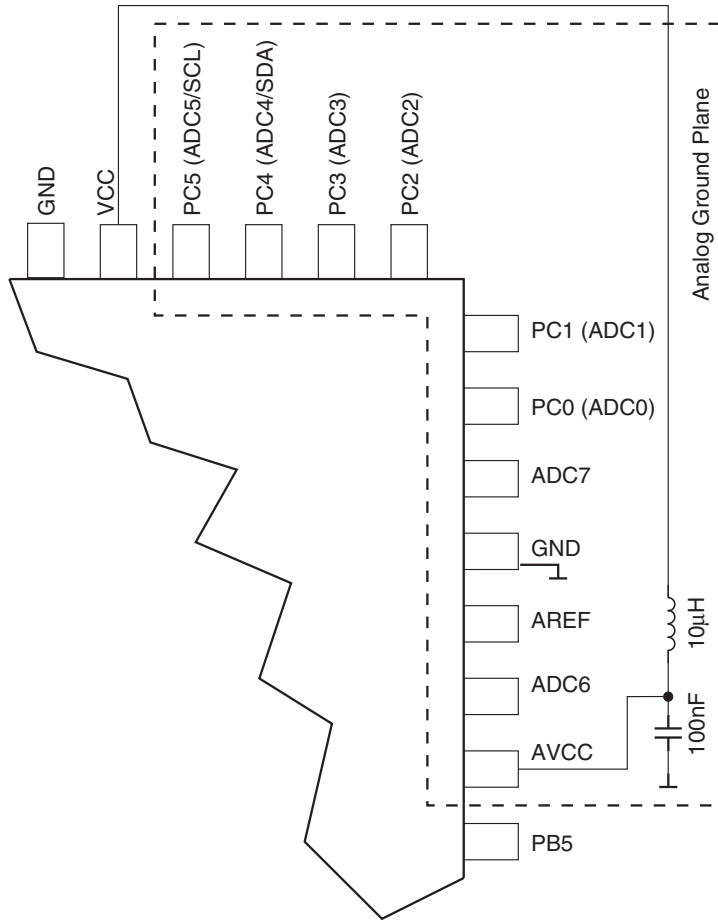 GND
VCC
PC5 (ADC5/SCL)
PC4 (ADC4/SDA)
PC3 (ADC3)
PC2 (ADC2)
Analog Ground Plane
PC1 (ADC1)
PC0 (ADC0)
ADC7
GND
AREF
10μH
ADC6
100nF
AVCC
PB5